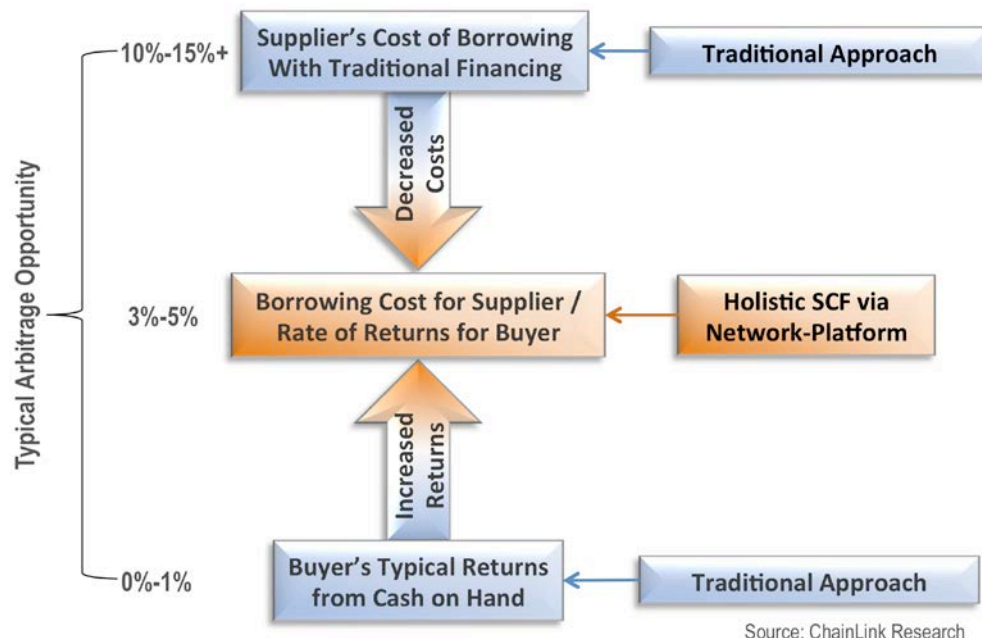 10%-15%+
Supplier's Cost of Borrowing
With Traditional Financing
Traditional Approach
Decreased
Costs
Typical Arbitrage Opportunity
3%-5%
Borrowing Cost for Supplier /
Rate of Returns for Buyer
Holistic SCF via
Network-Platform
Increased
Returns
0%-1%
Buyer's Typical Returns
from Cash on Hand
Traditional Approach
Source: ChainLink Research